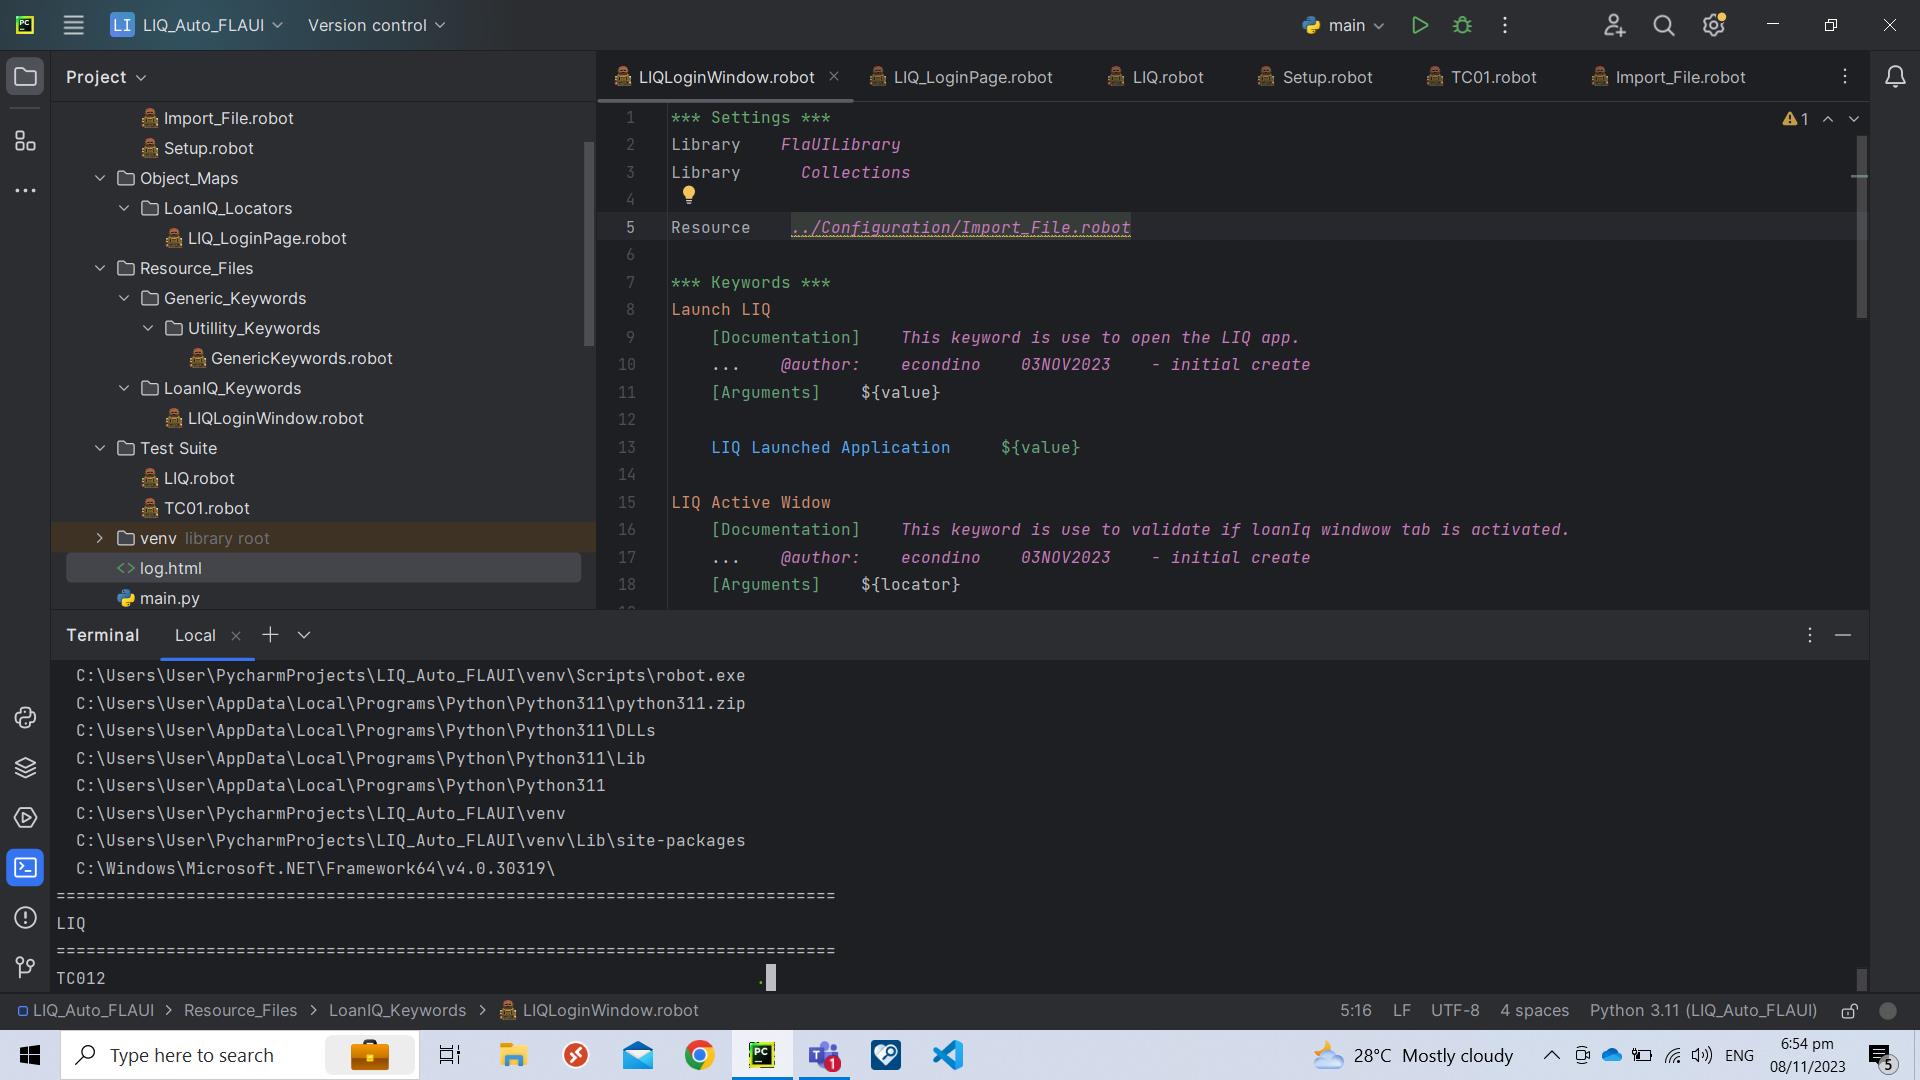 PC
LI LIQ_Auto_FLAUI
Version control
main
Project
Import_File.robot
Setup.robot
Object_Maps
LoanIQ_Locators
LIQ_LoginPage.robot
Resource_Files
Generic_Keywords
Utillity_Keywords
GenericKeywords.robot
LoanIQ_Keywords
LIQLoginWindow.robot
Test Suite
LIQ.robot
TC01.robot
venv library root
<> log.html
main.py
LIQLoginWindow.robot
LIQ_LoginPage.robot
LIQ.robot
Setup.robot
TC01.robot
Import_File.robot
1
1 *** Settings ***
2 Library FlaUILibrary
3 Library Collections
4
5 Resource ../Configuration/Import_File.robot
6
7 *** Keywords ***
8 Launch LIQ
9 [Documentation] This keyword is use to open the LIQ app.
10 ... @author: econdino 03NOV2023 - initial create
11 [Arguments] ${value}
12
13 LIQ Launched Application ${value}
14
15 LIQ Active Widow
16 [Documentation] This keyword is use to validate if loanIq windwow tab is activated.
17 ... @author: econdino 03NOV2023 - initial create
18 [Arguments] ${locator}
Terminal Local
C:\Users\User\PycharmProjects\LIQ_Auto_FLAUI\venv\Scripts\robot.exe
C:\Users\User\AppData\Local\Programs\Python\Python311\python311.zip
C:\Users\User\AppData\Local\Programs\Python\Python311\DLLs
C:\Users\User\AppData\Local\Programs\Python\Python311\Lib
C:\Users\User\AppData\Local\Programs\Python\Python311
C:\Users\User\PycharmProjects\LIQ_Auto_FLAUI\venv
C:\Users\User\PycharmProjects\LIQ_Auto_FLAUI\venv\Lib\site-packages
C:\Windows\Microsoft.NET\Framework64\v4.0.30319\
==============================================================================
LIQ
==============================================================================
TC012 .
LIQ_Auto_FLAUI > Resource_Files > LoanIQ_Keywords > LIQLoginWindow.robot
5:16 LF UTF-8 4 spaces Python 3.11 (LIQ_Auto_FLAUI)
Type here to search
PC
1
28°C Mostly cloudy
ENG
6:54 pm
08/11/2023
5